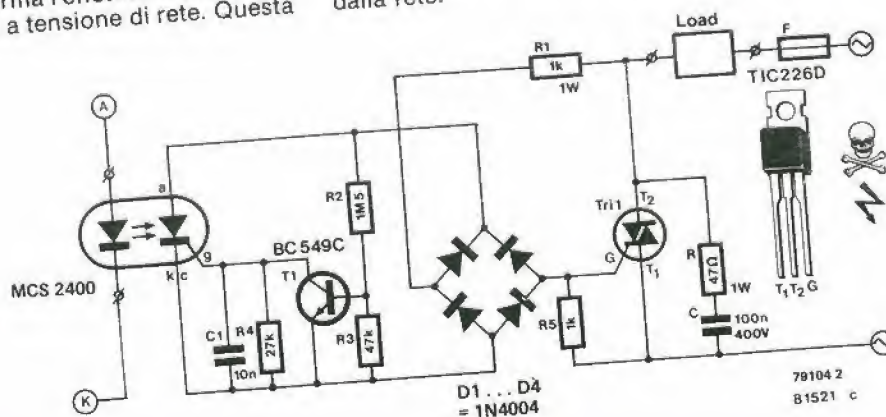 a tensione di rete. Questa
dalla rete.
Load
F
R1
1k
1W
TIC226D
A
a
R2
1M5
Tri1
T2
G
T1
R
47Ω
1W
T1 T2 G
g
BC 549C
T1
MCS 2400
k c
C1
10n
R4
27k
R3
47k
R5
1k
C
100n
400V
K
D1 ... D4
= 1N4004
79104 2
81521 c